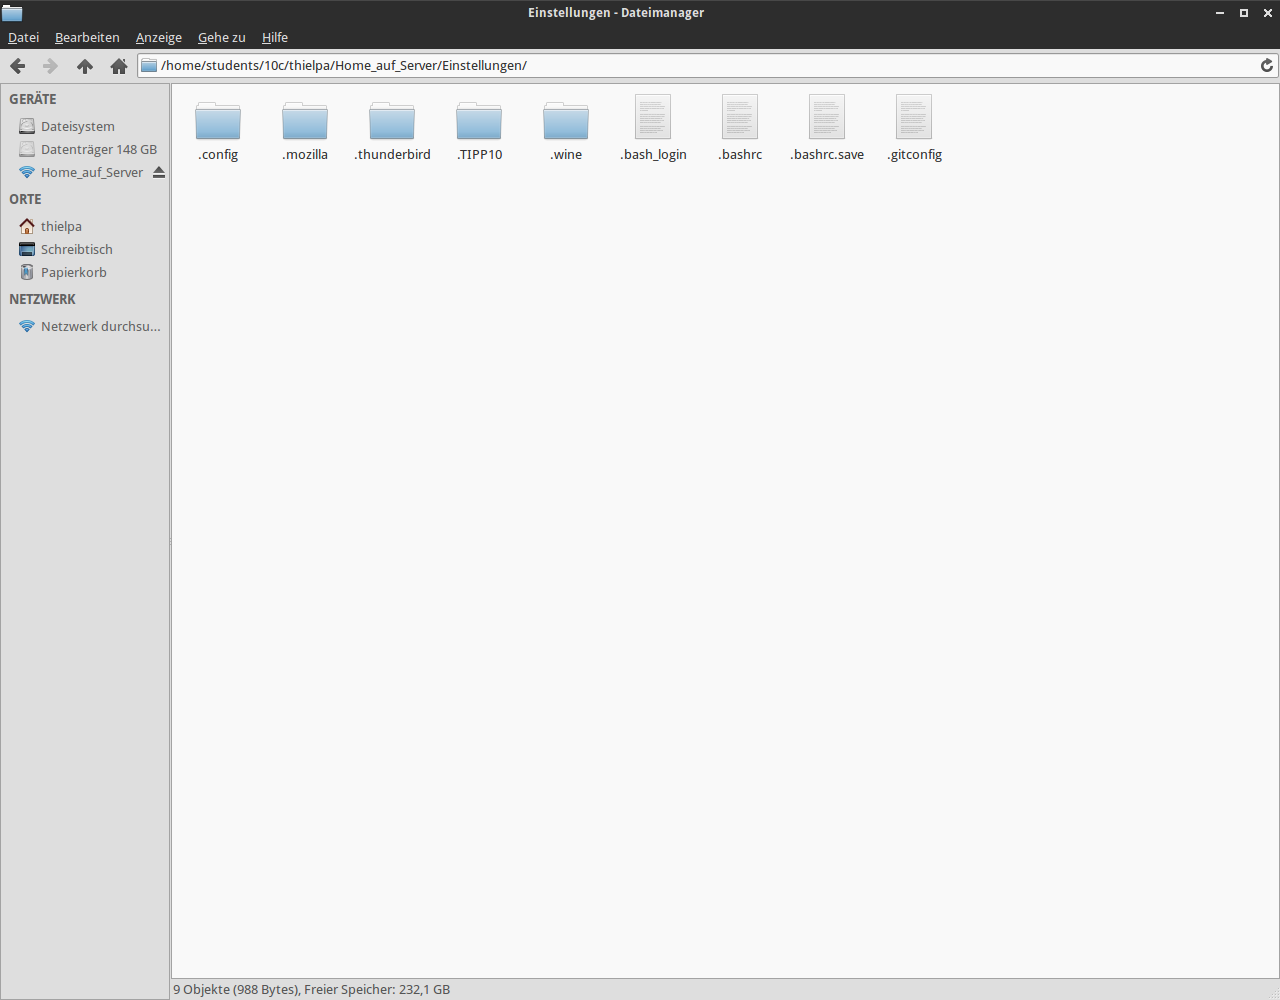 Einstellungen - Dateimanager
Datei Bearbeiten Anzeige Gehe zu Hilfe
/home/students/10c/thielpa/Home_auf_Server/Einstellungen/
GERÄTE
Dateisystem
Datenträger 148 GB
Home_auf_Server
ORTE
thielpa
Schreibtisch
Papierkorb
NETZWERK
Netzwerk durchsu...
.config .mozilla .thunderbird .TIPP10 .wine .bash_login .bashrc .bashrc.save .gitconfig
9 Objekte (988 Bytes), Freier Speicher: 232,1 GB